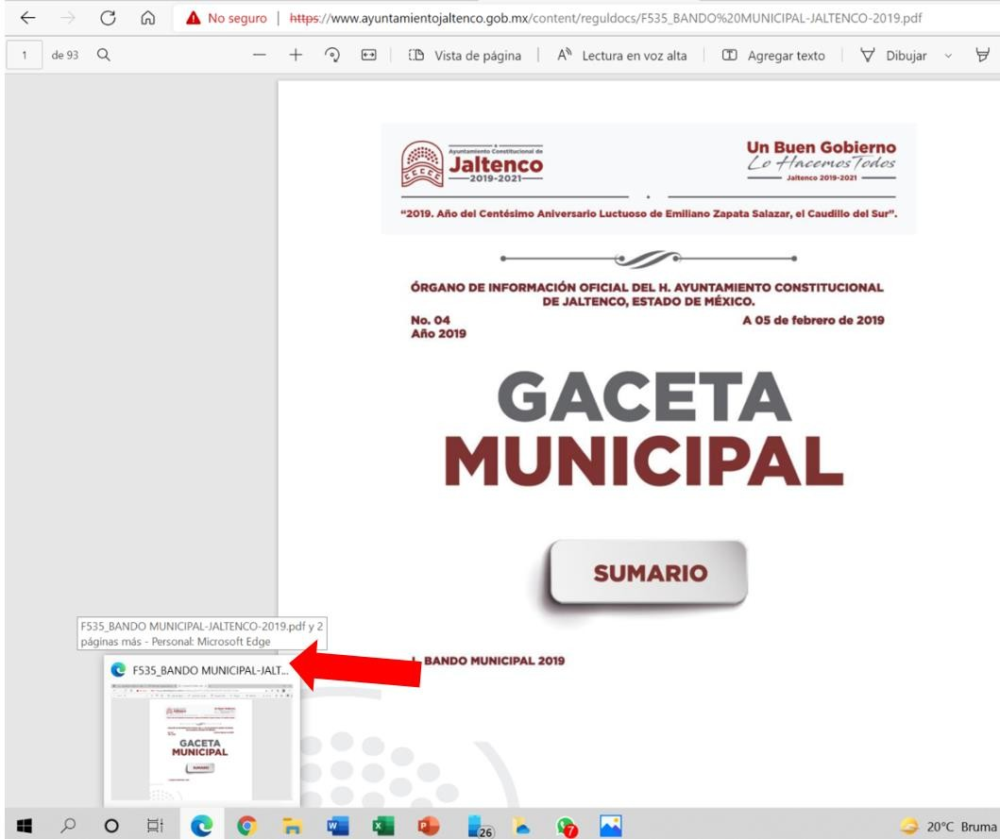 No seguro | https://www.ayuntamientojaltenco.gob.mx/content/reguldocs/F535_BANDO%20MUNICIPAL-JALTENCO-2019.pdf
1 de 93 Vista de página | Lectura en voz alta | Agregar texto | Dibujar
Ayuntamiento Constitucional de
Jaltenco
2019-2021
Un Buen Gobierno
Lo Hacemos Todos
Jaltenco 2019-2021
“2019. Año del Centésimo Aniversario Luctuoso de Emiliano Zapata Salazar, el Caudillo del Sur”.
ÓRGANO DE INFORMACIÓN OFICIAL DEL H. AYUNTAMIENTO CONSTITUCIONAL
DE JALTENCO, ESTADO DE MÉXICO.
No. 04 A 05 de febrero de 2019
Año 2019
GACETA
MUNICIPAL
SUMARIO
F535_BANDO MUNICIPAL-JALTENCO-2019.pdf y 2
páginas más - Personal: Microsoft Edge
F535_BANDO MUNICIPAL-JALT...
BANDO MUNICIPAL 2019
GACETA
MUNICIPAL
SUMARIO
26
7
20°C Bruma